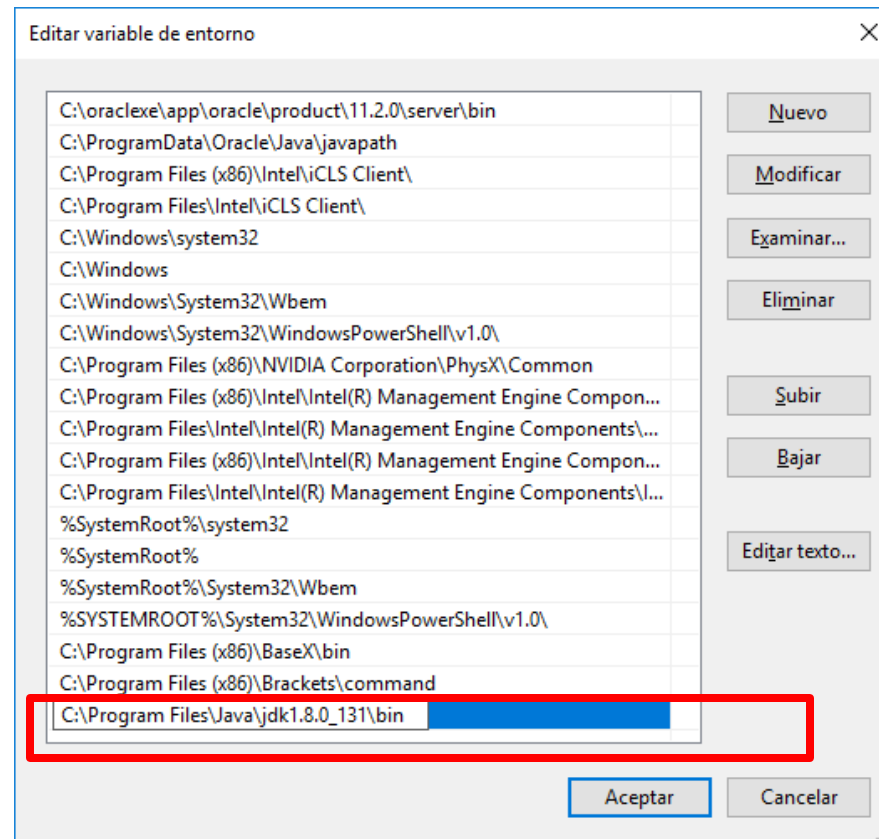 Editar variable de entorno
C:\oraclexe\app\oracle\product\11.2.0\server\bin
C:\ProgramData\Oracle\Java\javapath
C:\Program Files (x86)\Intel\iCLS Client\
C:\Program Files\Intel\iCLS Client\
C:\Windows\system32
C:\Windows
C:\Windows\System32\Wbem
C:\Windows\System32\WindowsPowerShell\v1.0\
C:\Program Files (x86)\NVIDIA Corporation\PhysX\Common
C:\Program Files (x86)\Intel\Intel(R) Management Engine Compon...
C:\Program Files\Intel\Intel(R) Management Engine Components\...
C:\Program Files (x86)\Intel\Intel(R) Management Engine Compon...
C:\Program Files\Intel\Intel(R) Management Engine Components\I...
%SystemRoot%\system32
%SystemRoot%
%SystemRoot%\System32\Wbem
%SYSTEMROOT%\System32\WindowsPowerShell\v1.0\
C:\Program Files (x86)\BaseX\bin
C:\Program Files (x86)\Brackets\command
C:\Program Files\Java\jdk1.8.0_131\bin
Nuevo
Modificar
Examinar...
Eliminar
Subir
Bajar
Editar texto...
Aceptar
Cancelar